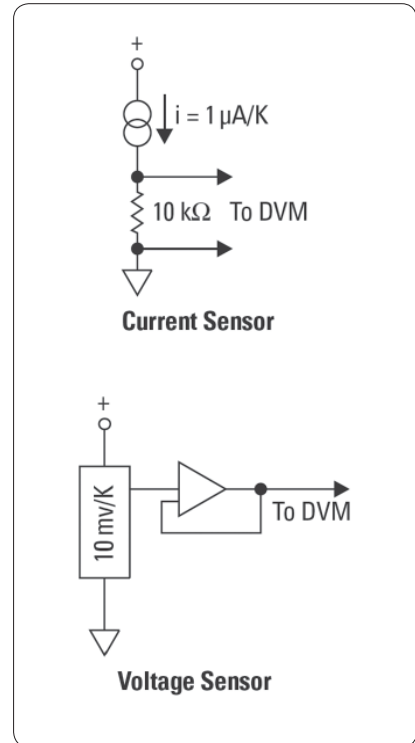 +
i = 1 µA/K
10 kΩ To DVM
Current Sensor
+
10 mv/K
To DVM
Voltage Sensor